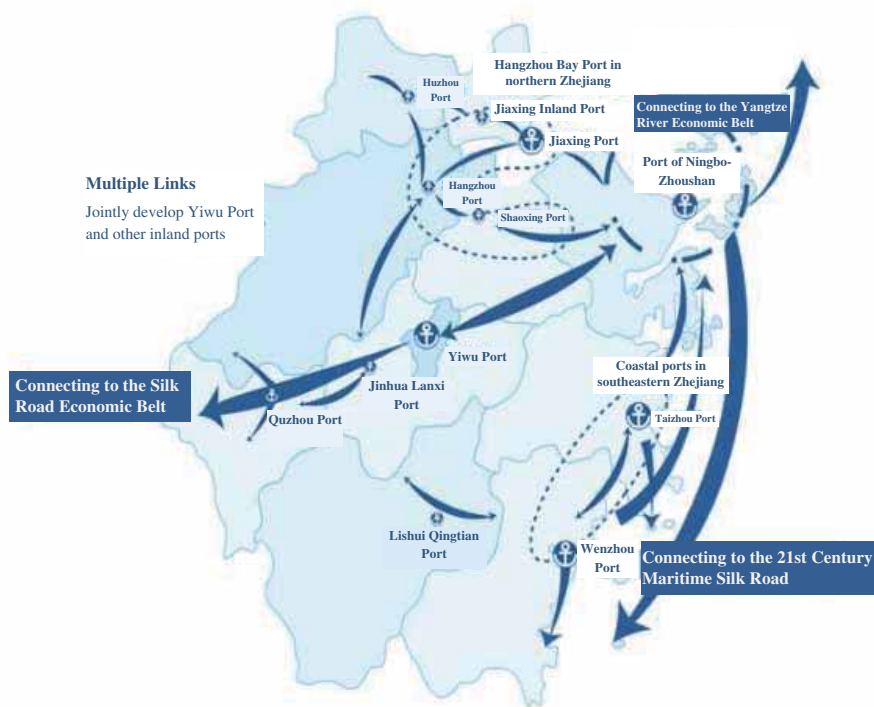 Hangzhou Bay Port in
northern Zhejiang
Huzhou
Port
Jiaxing Inland Port
Connecting to the Yangtze
River Economic Belt
Jiaxing Port
Port of Ningbo-
Zhoushan
Multiple Links
Jointly develop Yiwu Port
and other inland ports
Hangzhou
Port
Shaoxing Port
Yiwu Port
Coastal ports in
southeastern Zhejiang
Connecting to the Silk
Road Economic Belt
Jinhua Lanxi
Port
Quzhou Port
Taizhou Port
Lishui Qingtian
Port
Wenzhou
Port
Connecting to the 21st Century
Maritime Silk Road